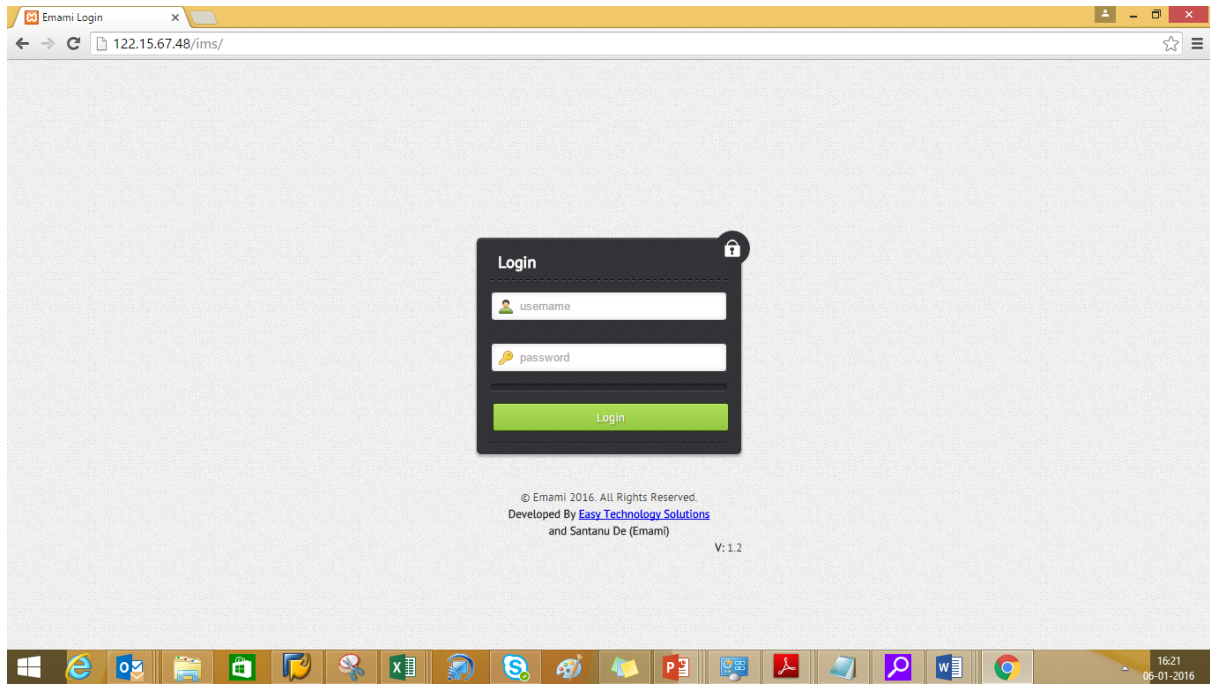 Emami Login
122.15.67.48/ims/
Login
username
password
Login
© Emami 2016. All Rights Reserved.
Developed By Easy Technology Solutions
and Santanu De (Emami)
V: 1.2
16:21
06-01-2016